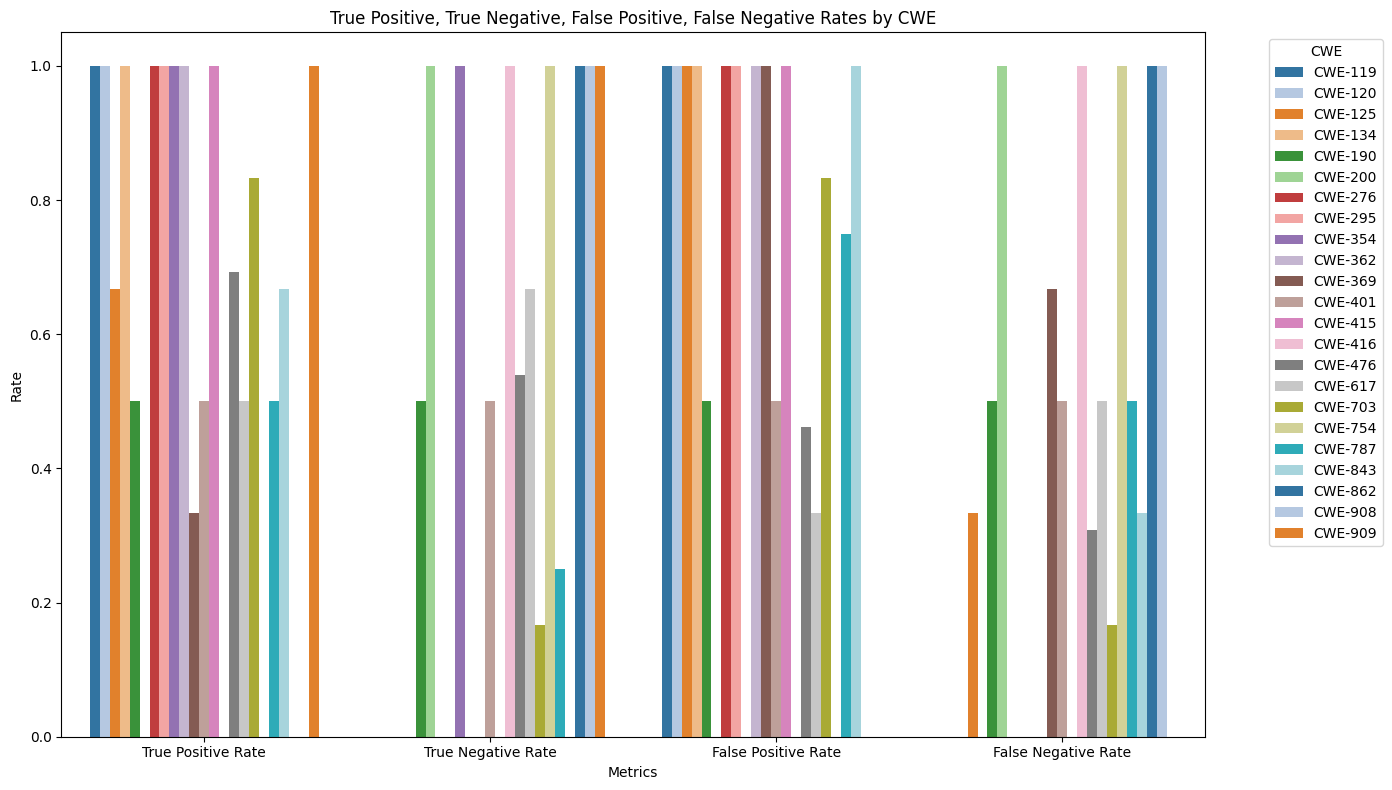 True Positive, True Negative, False Positive, False Negative Rates by CWE
1.0
0.8
0.6
0.4
0.2
0.0
Rate
True Positive Rate
True Negative Rate
False Positive Rate
False Negative Rate
Metrics
CWE
CWE-119
CWE-120
CWE-125
CWE-134
CWE-190
CWE-200
CWE-276
CWE-295
CWE-354
CWE-362
CWE-369
CWE-401
CWE-415
CWE-416
CWE-476
CWE-617
CWE-703
CWE-754
CWE-787
CWE-843
CWE-862
CWE-908
CWE-909